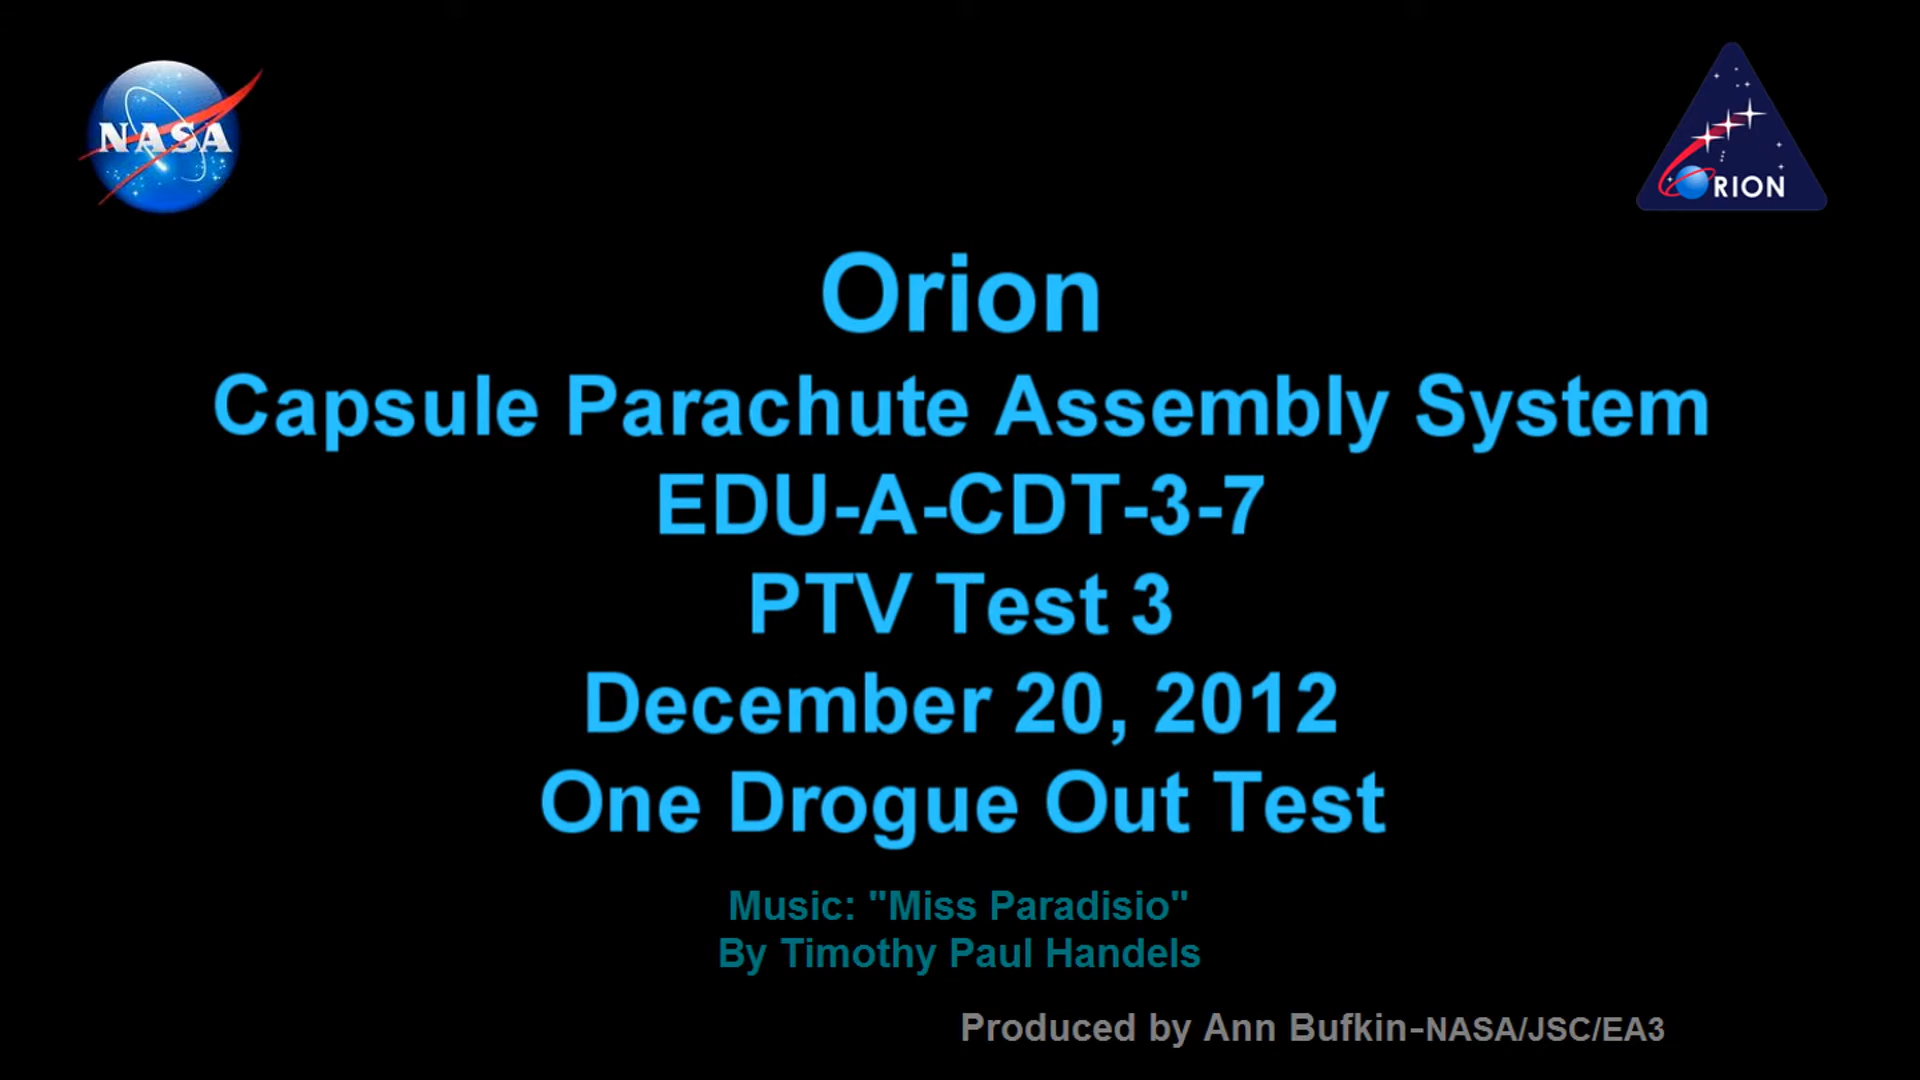 NASA
ORION
Orion
Capsule Parachute Assembly System
EDU-A-CDT-3-7
PTV Test 3
December 20, 2012
One Drogue Out Test
Music: "Miss Paradisio"
By Timothy Paul Handels
Produced by Ann Bufkin-NASA/JSC/EA3